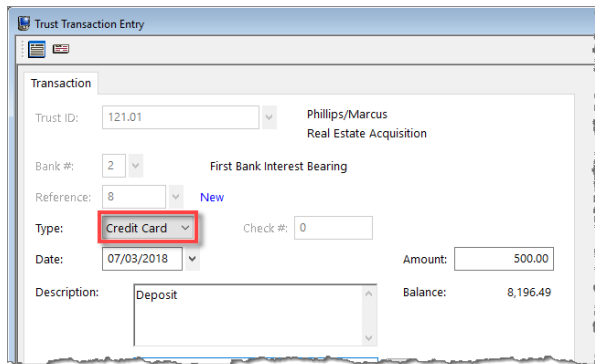 Trust Transaction Entry
Transaction
Trust ID: 121.01 Phillips/Marcus
Real Estate Acquisition
Bank #: 2 First Bank Interest Bearing
Reference: 8 New
Type: Credit Card Check #: 0
Date: 07/03/2018 Amount: 500.00
Description: Deposit Balance: 8,196.49